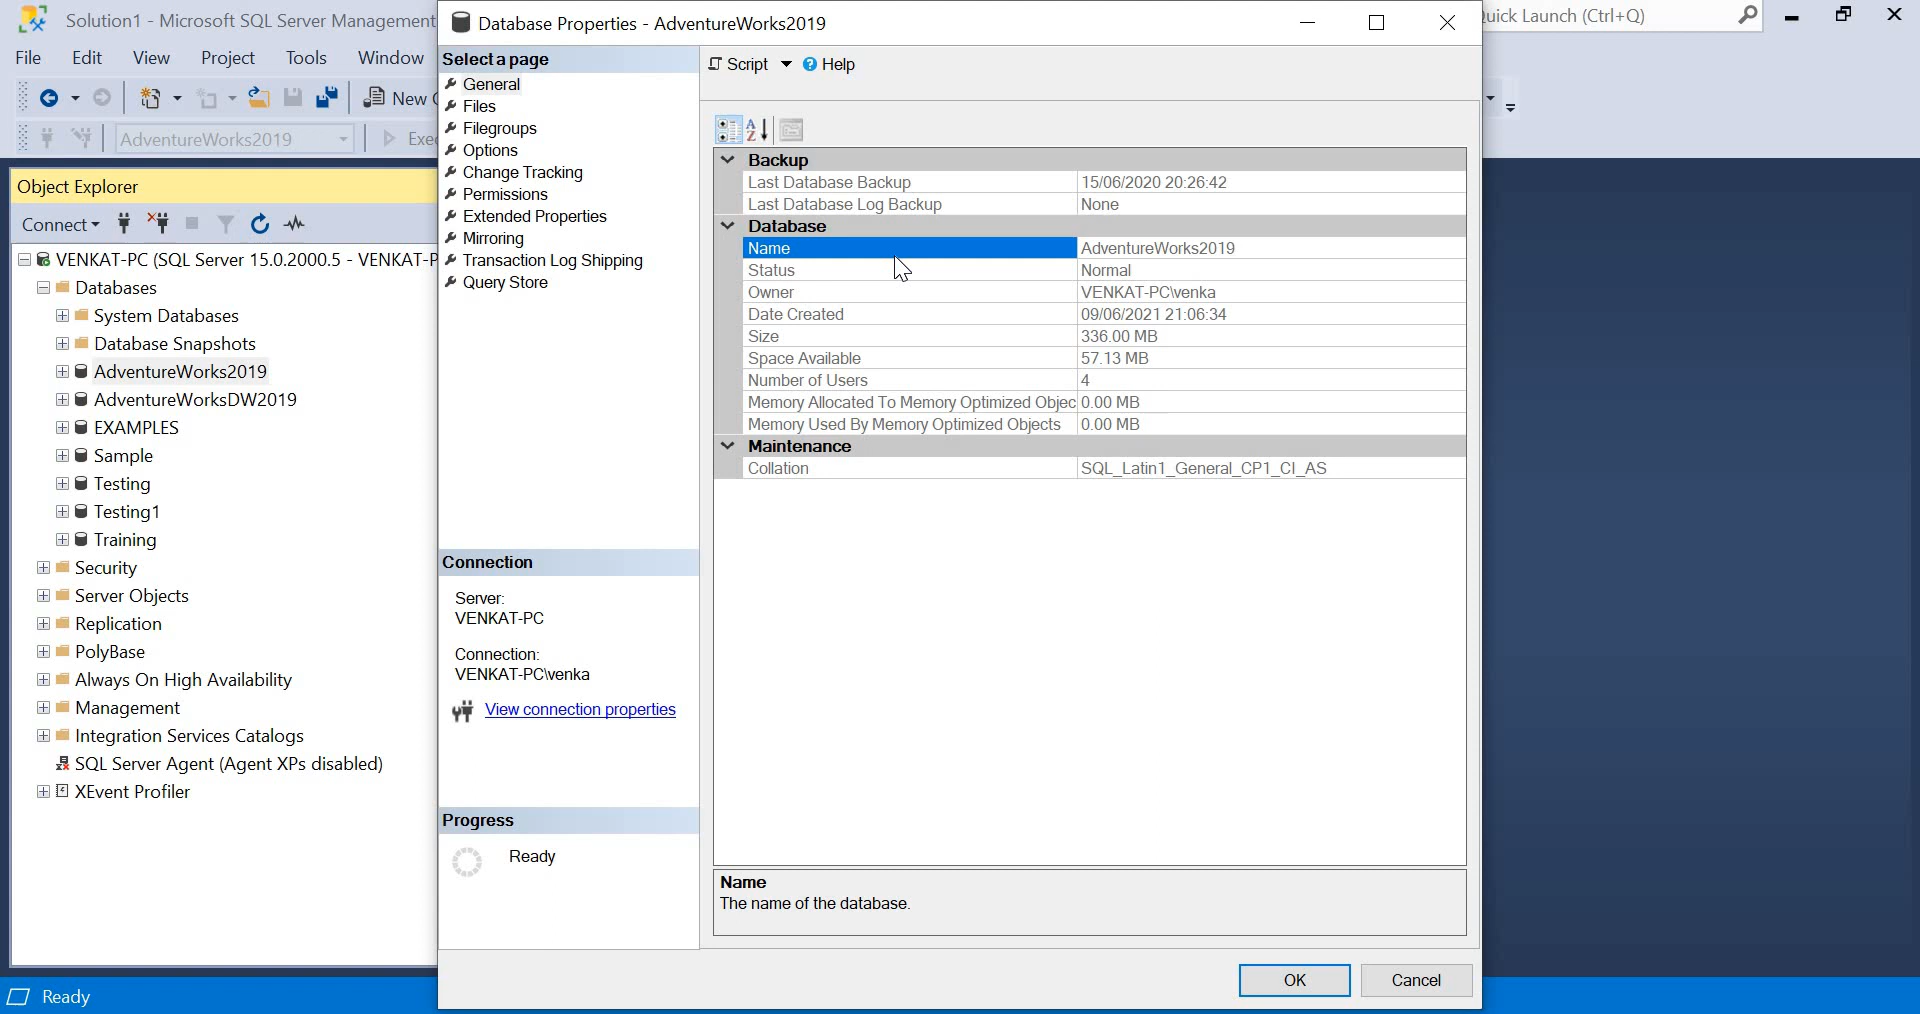 Solution1 - Microsoft SQL Server Management
File Edit View Project Tools Window
New
AdventureWorks2019
Object Explorer
Connect
VENKAT-PC (SQL Server 15.0.2000.5 - VENKAT-P
Databases
System Databases
Database Snapshots
AdventureWorks2019
AdventureWorksDW2019
EXAMPLES
Sample
Testing
Testing1
Training
Security
Server Objects
Replication
PolyBase
Always On High Availability
Management
Integration Services Catalogs
SQL Server Agent (Agent XPs disabled)
XEvent Profiler
Ready
Database Properties - AdventureWorks2019
Select a page
General
Files
Filegroups
Options
Change Tracking
Permissions
Extended Properties
Mirroring
Transaction Log Shipping
Query Store
Connection
Server:
VENKAT-PC
Connection:
VENKAT-PC\venka
View connection properties
Progress
Ready
Script Help
Backup
Last Database Backup 15/06/2020 20:26:42
Last Database Log Backup None
Database
Name AdventureWorks2019
Status Normal
Owner VENKAT-PC\venka
Date Created 09/06/2021 21:06:34
Size 336.00 MB
Space Available 57.13 MB
Number of Users 4
Memory Allocated To Memory Optimized Objec 0.00 MB
Memory Used By Memory Optimized Objects 0.00 MB
Maintenance
Collation SQL_Latin1_General_CP1_CI_AS
Name
The name of the database.
OK Cancel
Launch (Ctrl+Q)